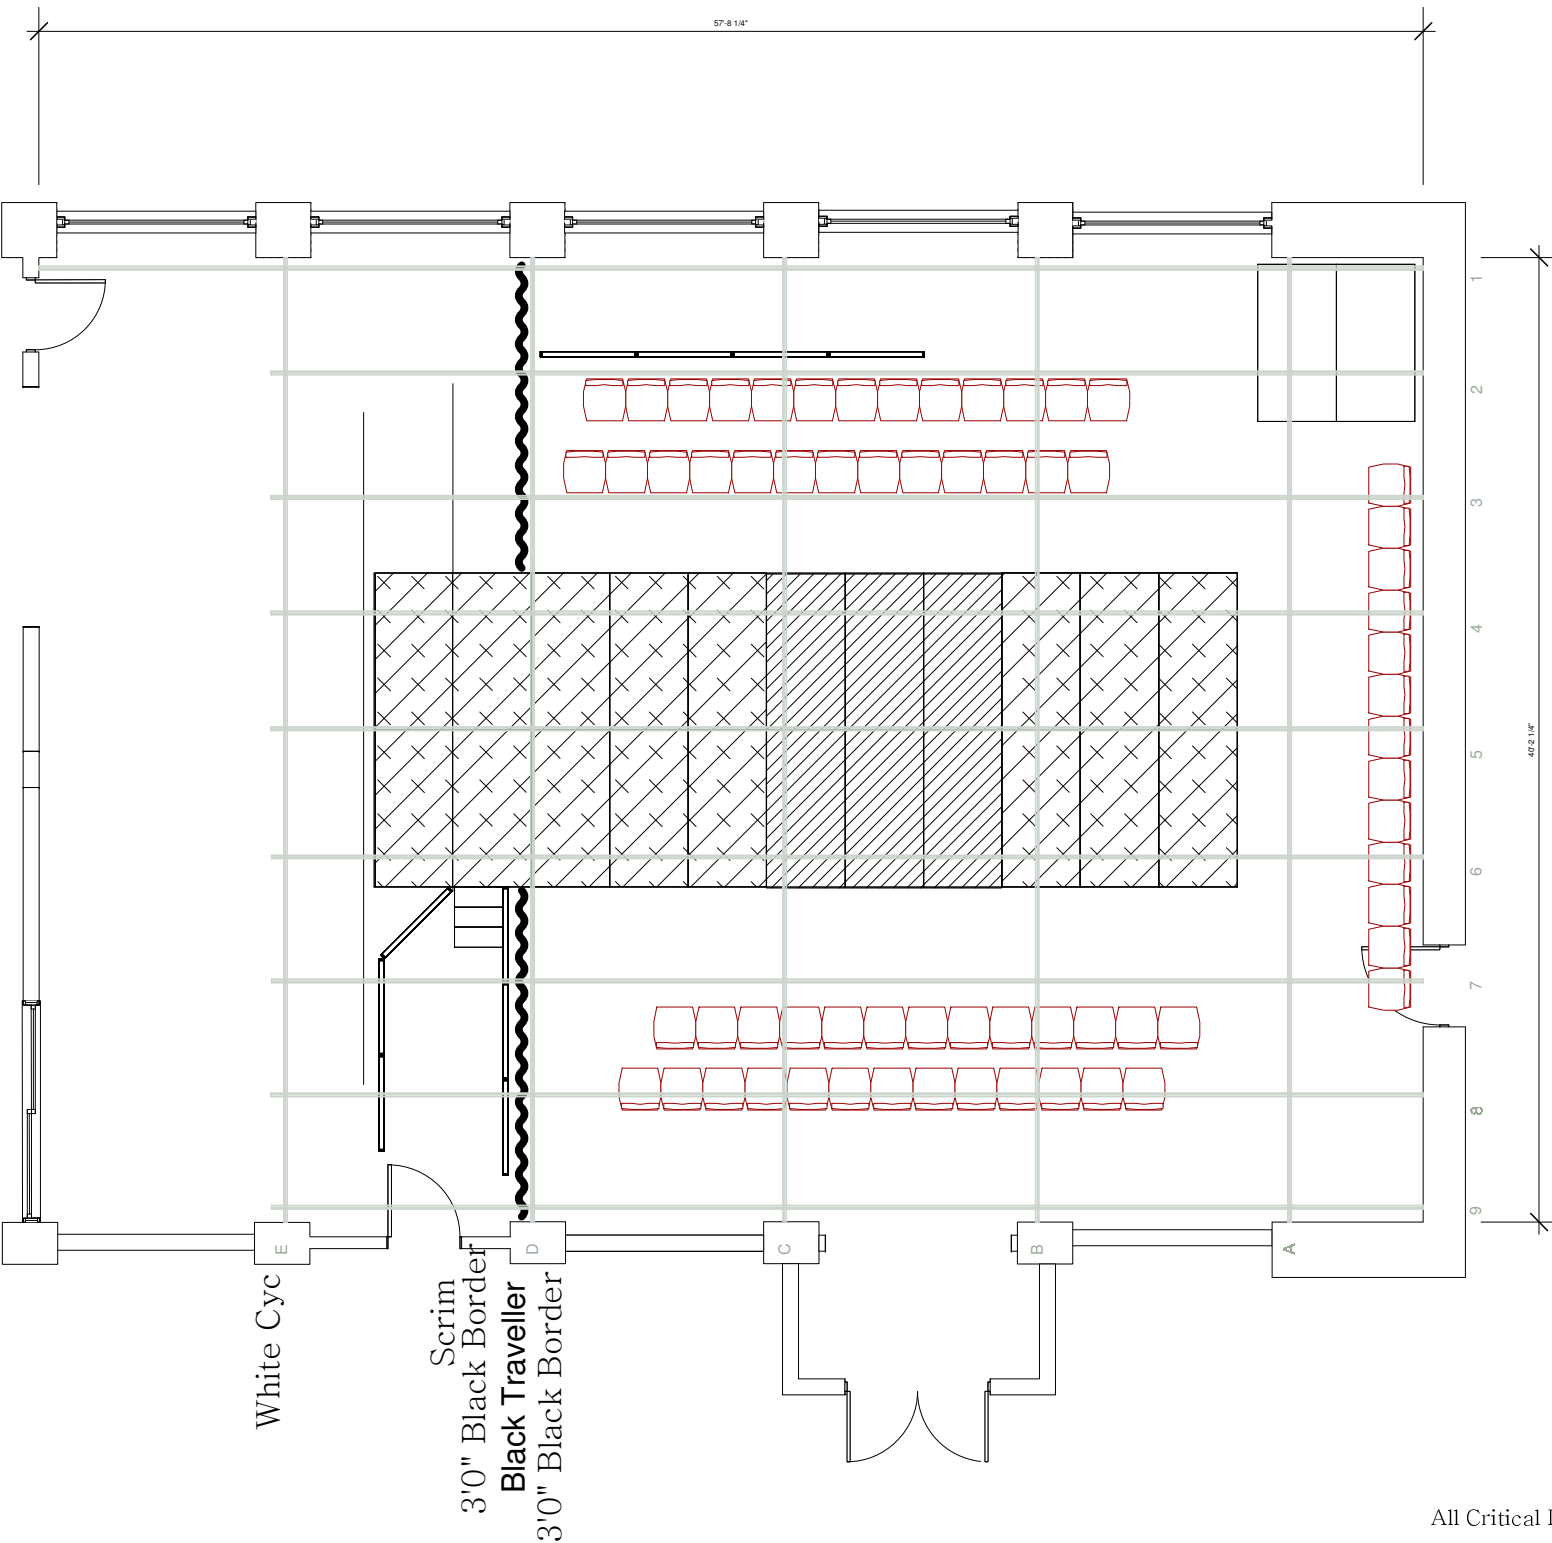 57'-8 1/4"
1
2
3
4
5
6
7
8
9
40'-2 1/4"
E
D
C
B
A
White Cyc
Scrim
3'0" Black Border
Black Traveller
3'0" Black Border
All Critical